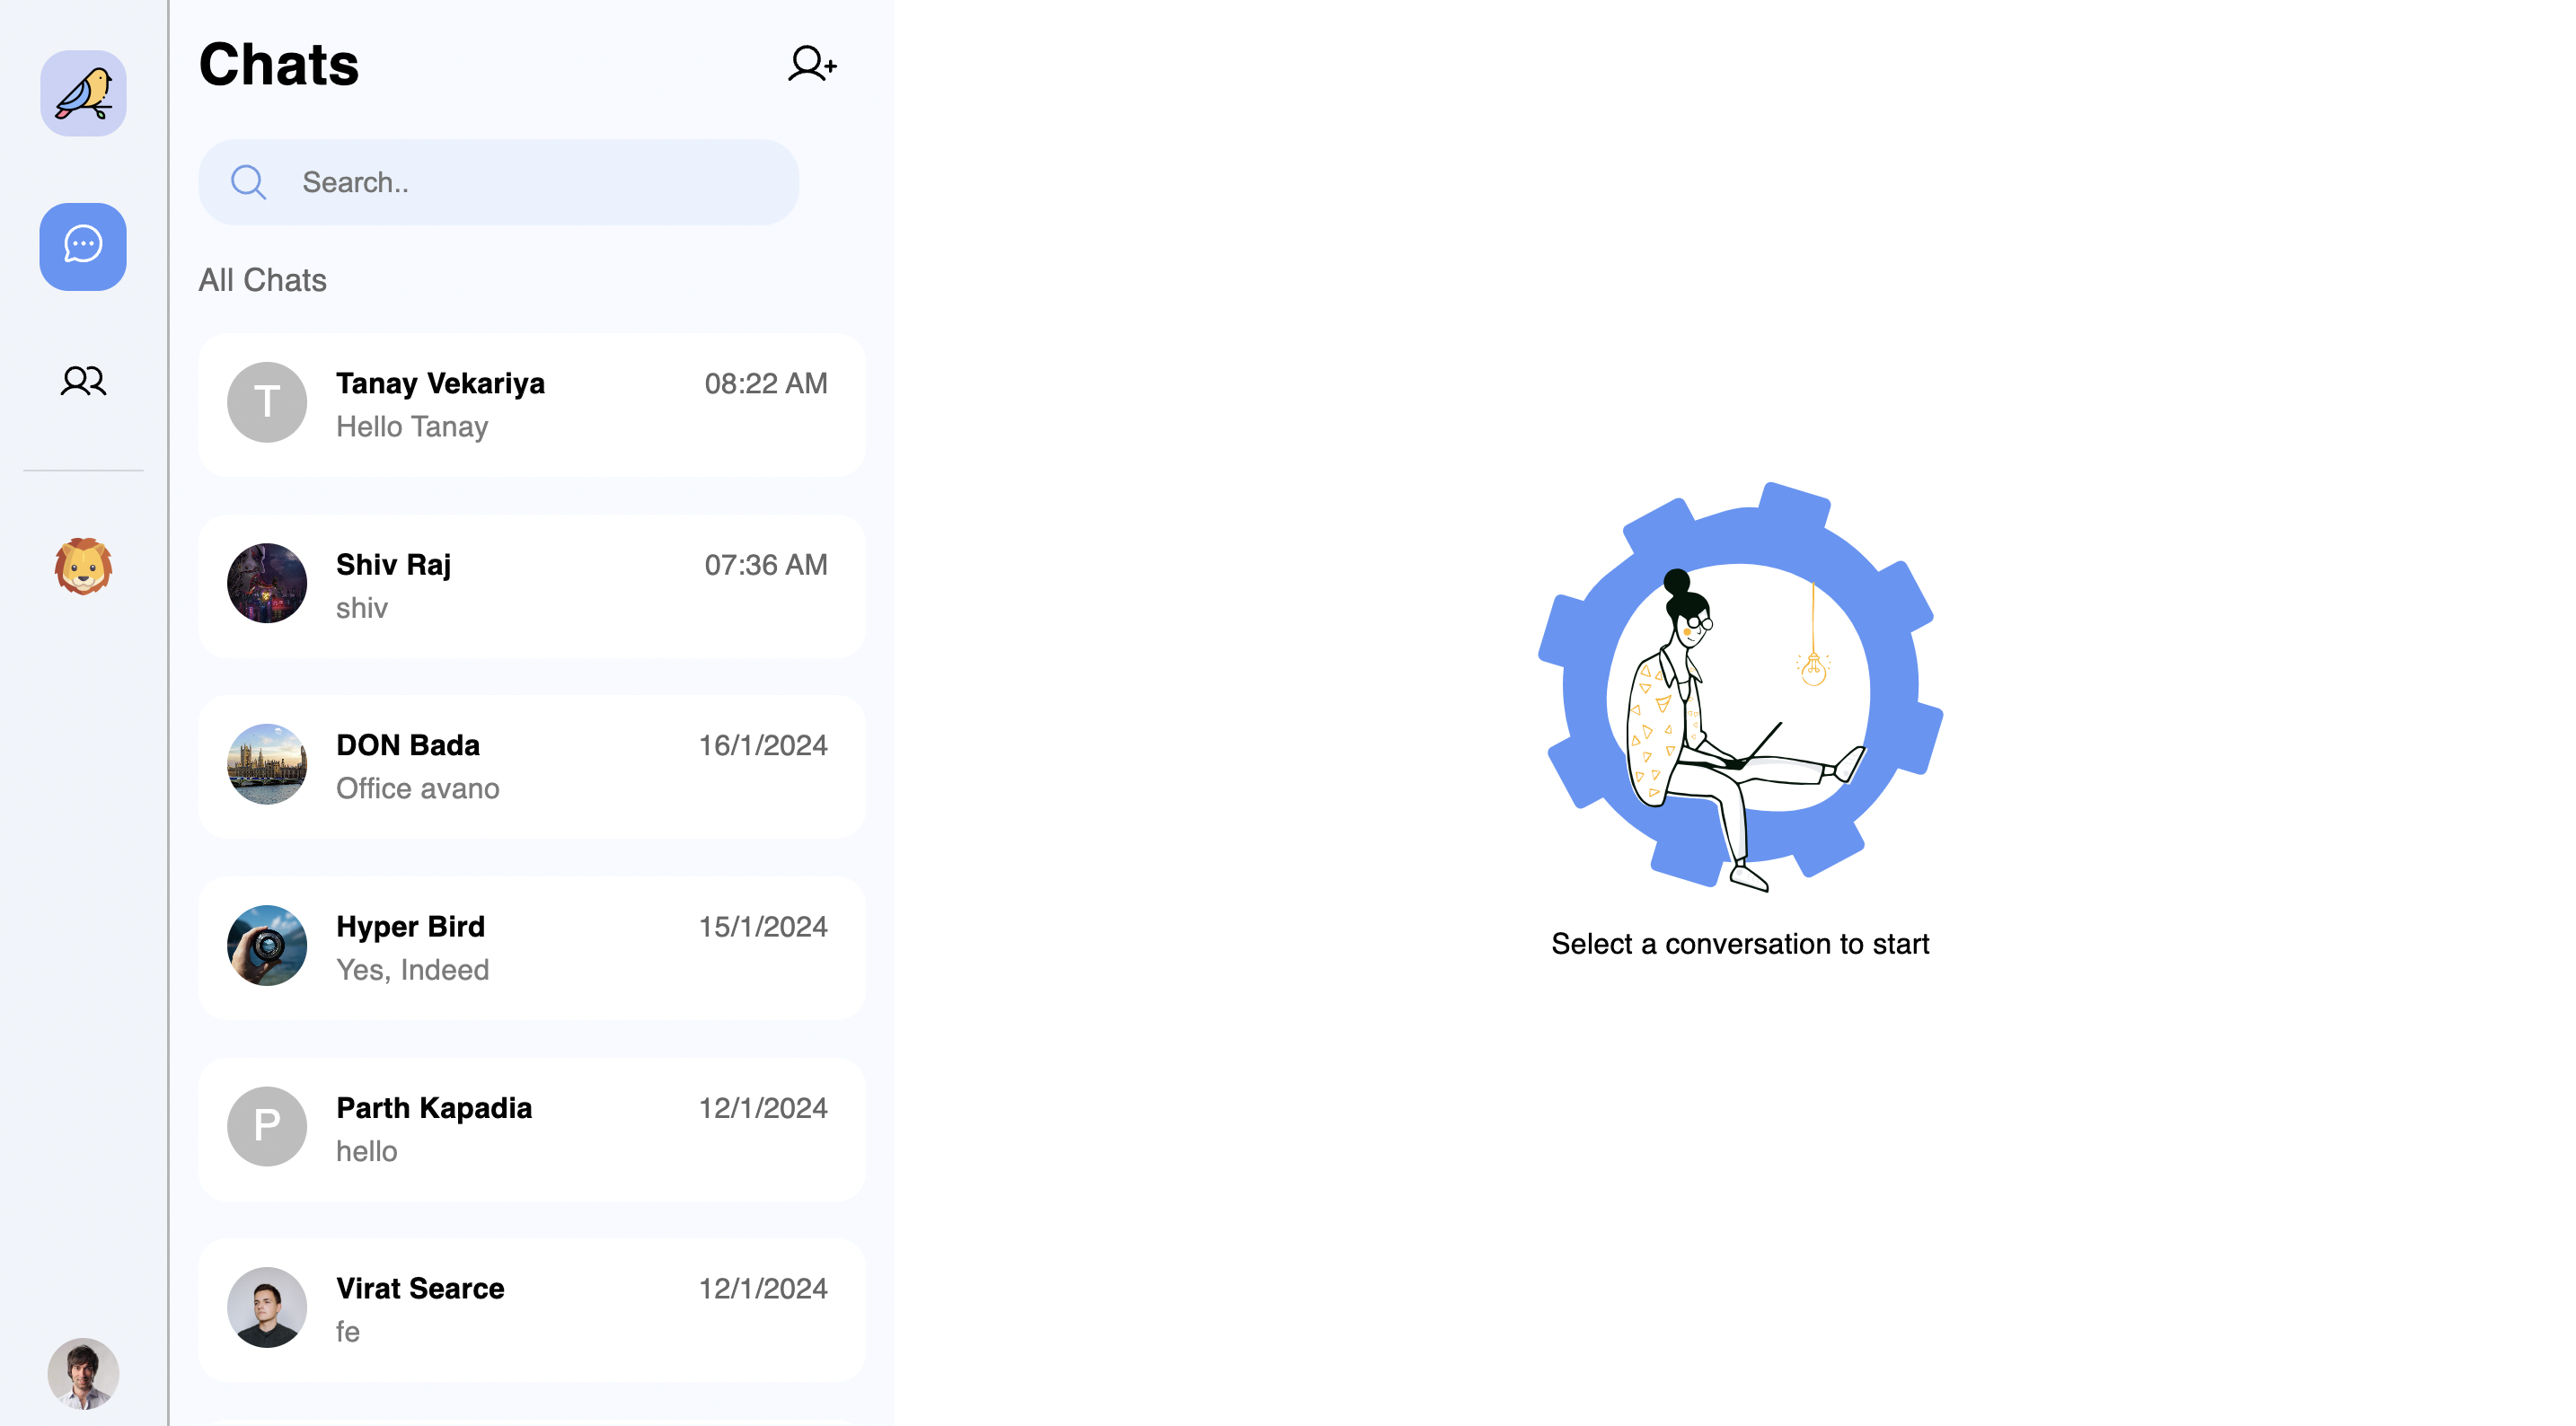 Chats
Search..
All Chats
T
Tanay Vekariya
08:22 AM
Hello Tanay
Shiv Raj
07:36 AM
shiv
DON Bada
16/1/2024
Office avano
Hyper Bird
15/1/2024
Yes, Indeed
P
Parth Kapadia
12/1/2024
hello
Virat Searce
12/1/2024
fe
Select a conversation to start